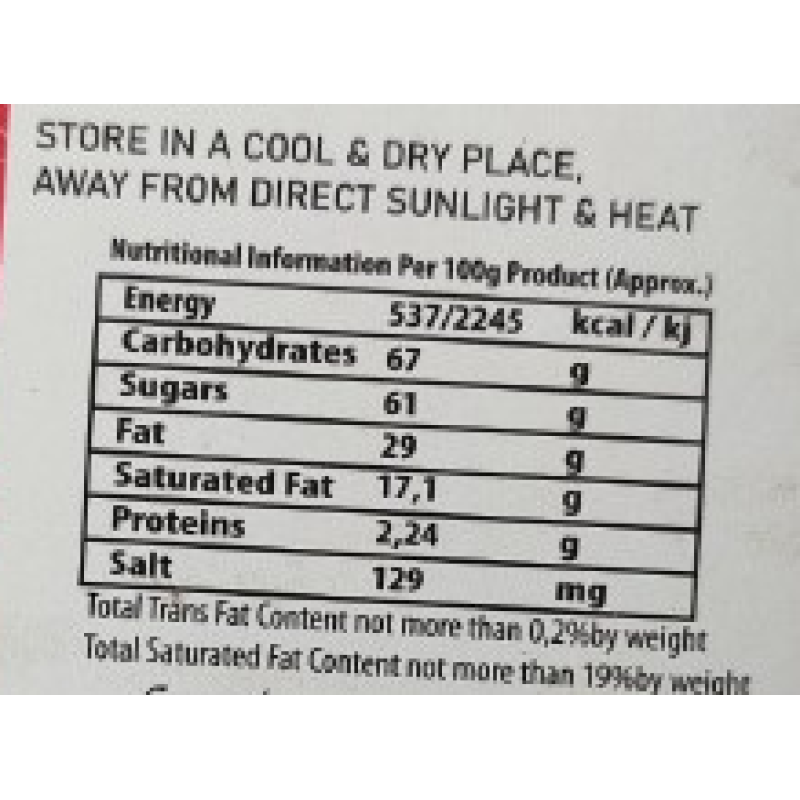 STORE IN A COOL & DRY PLACE,
AWAY FROM DIRECT SUNLIGHT & HEAT
Nutritional Information Per 100g Product (Approx.)
Energy 537/2245 kcal / kj
Carbohydrates 67 g
Sugars 61 g
Fat 29 g
Saturated Fat 17,1 g
Proteins 2,24 g
Salt 129 mg
Total Trans Fat Content not more than 0,2%by weight
Total Saturated Fat Content not more than 19%by weight